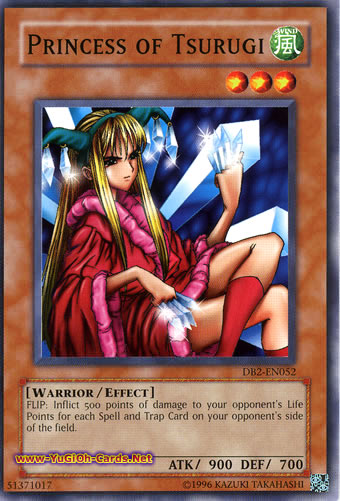 PRINCESS OF TSURUGI
WIND
風
DB2-EN052
[WARRIOR / EFFECT]
FLIP: Inflict 500 points of damage to your opponent's Life
Points for each Spell and Trap Card on your opponent's side
of the field.
www-YuGiOh-Cards.Net
ATK/ 900 DEF/ 700
51371017
©1996 KAZUKI TAKAHASHI